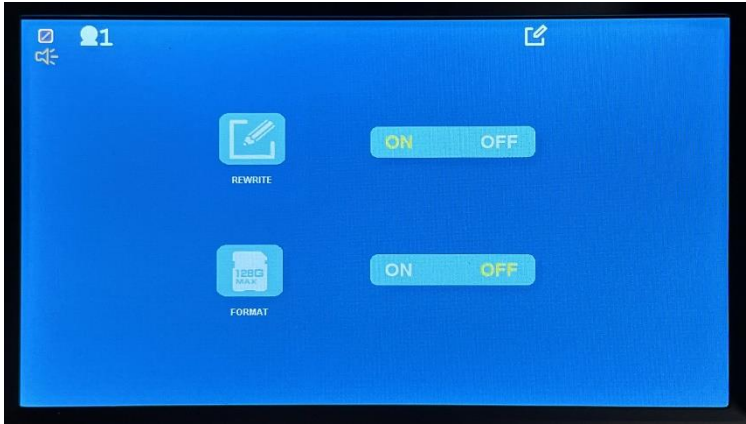 1
ON OFF
REWRITE
128G
MAX
ON OFF
FORMAT